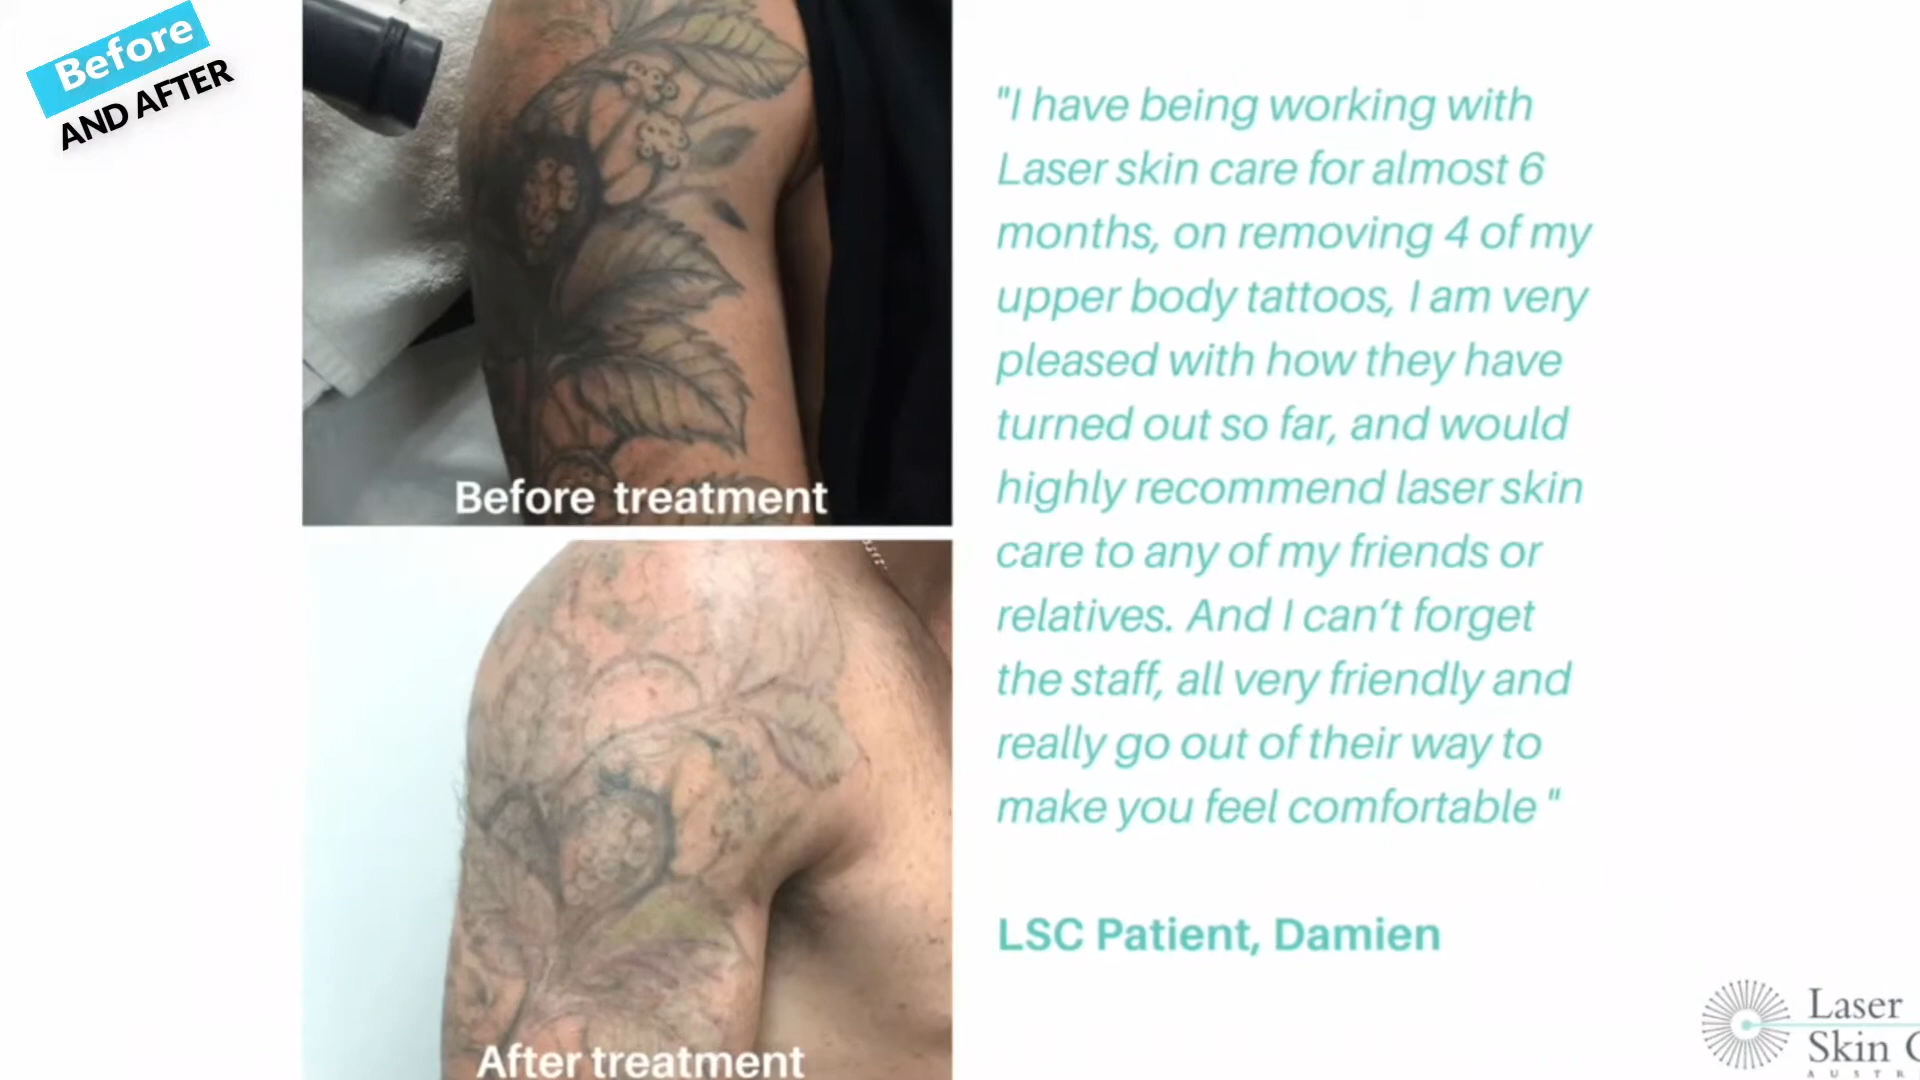 Before
AND AFTER
Before treatment
After treatment
"I have being working with
Laser skin care for almost 6
months, on removing 4 of my
upper body tattoos, I am very
pleased with how they have
turned out so far, and would
highly recommend laser skin
care to any of my friends or
relatives. And I can’t forget
the staff, all very friendly and
really go out of their way to
make you feel comfortable "
LSC Patient, Damien
Laser
Skin